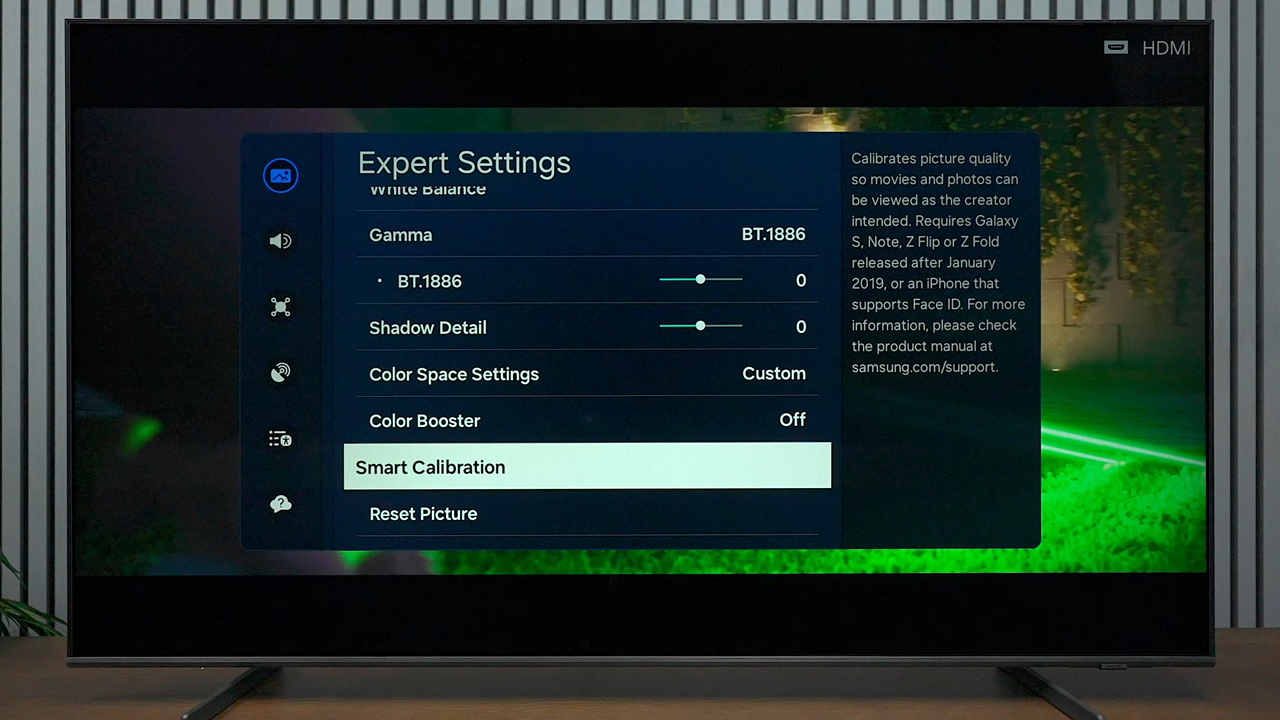 HDMI
Expert Settings
White Balance
Gamma BT.1886
• BT.1886 0
Shadow Detail 0
Color Space Settings Custom
Color Booster Off
Smart Calibration
Reset Picture
Calibrates picture quality
so movies and photos can
be viewed as the creator
intended. Requires Galaxy
S, Note, Z Flip or Z Fold
released after January
2019, or an iPhone that
supports Face ID. For more
information, please check
the product manual at
samsung.com/support.